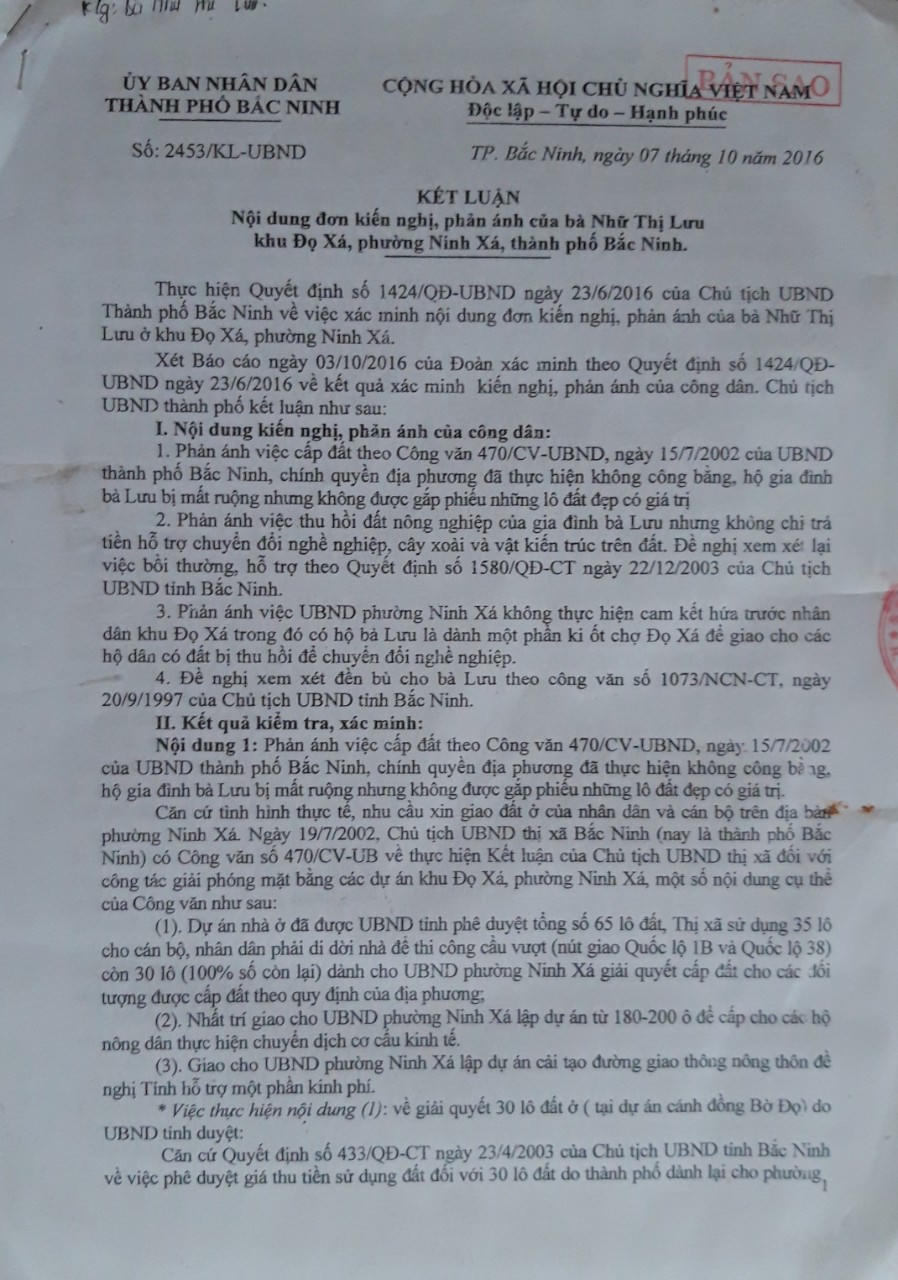 Klg: Bà Nhữ Thị Lưu.
BẢN SAO
ỦY BAN NHÂN DÂN
THÀNH PHỐ BẮC NINH
CỘNG HÒA XÃ HỘI CHỦ NGHĨA VIỆT NAM
Độc lập – Tự do – Hạnh phúc
Số: 2453/KL-UBND
TP. Bắc Ninh, ngày 07 tháng 10 năm 2016
KẾT LUẬN
Nội dung đơn kiến nghị, phản ánh của bà Nhữ Thị Lưu
khu Đọ Xá, phường Ninh Xá, thành phố Bắc Ninh.
Thực hiện Quyết định số 1424/QĐ-UBND ngày 23/6/2016 của Chủ tịch UBND
Thành phố Bắc Ninh về việc xác minh nội dung đơn kiến nghị, phản ánh của bà Nhữ Thị
Lưu ở khu Đọ Xá, phường Ninh Xá.
Xét Báo cáo ngày 03/10/2016 của Đoàn xác minh theo Quyết định số 1424/QĐ-
UBND ngày 23/6/2016 về kết quả xác minh kiến nghị, phản ánh của công dân. Chủ tịch
UBND thành phố kết luận như sau:
I. Nội dung kiến nghị, phản ánh của công dân:
1. Phản ánh việc cấp đất theo Công văn 470/CV-UBND, ngày 15/7/2002 của UBND
thành phố Bắc Ninh, chính quyền địa phương đã thực hiện không công bằng, hộ gia đình
bà Lưu bị mất ruộng nhưng không được gắp phiếu những lô đất đẹp có giá trị
2. Phản ánh việc thu hồi đất nông nghiệp của gia đình bà Lưu nhưng không chi trả
tiền hỗ trợ chuyển đổi nghề nghiệp, cây xoài và vật kiến trúc trên đất. Đề nghị xem xét lại
việc bồi thường, hỗ trợ theo Quyết định số 1580/QĐ-CT ngày 22/12/2003 của Chủ tịch
UBND tỉnh Bắc Ninh.
3. Phản ánh việc UBND phường Ninh Xá không thực hiện cam kết hứa trước nhân
dân khu Đọ Xá trong đó có hộ bà Lưu là dành một phần ki ốt chợ Đọ Xá để giao cho các
hộ dân có đất bị thu hồi để chuyển đổi nghề nghiệp.
4. Đề nghị xem xét đền bù cho bà Lưu theo công văn số 1073/NCN-CT, ngày
20/9/1997 của Chủ tịch UBND tỉnh Bắc Ninh.
II. Kết quả kiểm tra, xác minh:
Nội dung 1: Phản ánh việc cấp đất theo Công văn 470/CV-UBND, ngày 15/7/2002
của UBND thành phố Bắc Ninh, chính quyền địa phương đã thực hiện không công bằng,
hộ gia đình bà Lưu bị mất ruộng nhưng không được gắp phiếu những lô đất đẹp có giá trị.
Căn cứ tình hình thực tế, nhu cầu xin giao đất ở của nhân dân và cán bộ trên địa bàn
phường Ninh Xá. Ngày 19/7/2002, Chủ tịch UBND thị xã Bắc Ninh (nay là thành phố Bắc
Ninh) có Công văn số 470/CV-UB về thực hiện Kết luận của Chủ tịch UBND thị xã đối với
công tác giải phóng mặt bằng các dự án khu Đọ Xá, phường Ninh Xá, một số nội dung cụ thể
của Công văn như sau:
(1). Dự án nhà ở đã được UBND tỉnh phê duyệt tổng số 65 lô đất, Thị xã sử dụng 35 lô
cho cán bộ, nhân dân phải di dời nhà để thi công cầu vượt (nút giao Quốc lộ 1B và Quốc lộ 38)
còn 30 lô (100% số còn lại) dành cho UBND phường Ninh Xá giải quyết cấp đất cho các đối
tượng được cấp đất theo quy định của địa phương;
(2). Nhất trí giao cho UBND phường Ninh Xá lập dự án từ 180-200 ô để cấp cho các hộ
nông dân thực hiện chuyển dịch cơ cấu kinh tế.
(3). Giao cho UBND phường Ninh Xá lập dự án cải tạo đường giao thông nông thôn đề
nghị Tỉnh hỗ trợ một phần kinh phí.
* Việc thực hiện nội dung (1): về giải quyết 30 lô đất ở ( tại dự án cánh đồng Bờ Đọ) do
UBND tỉnh duyệt:
Căn cứ Quyết định số 433/QĐ-CT ngày 23/4/2003 của Chủ tịch UBND tỉnh Bắc Ninh
về việc phê duyệt giá thu tiền sử dụng đất đối với 30 lô đất do thành phố dành lại cho phường,
1